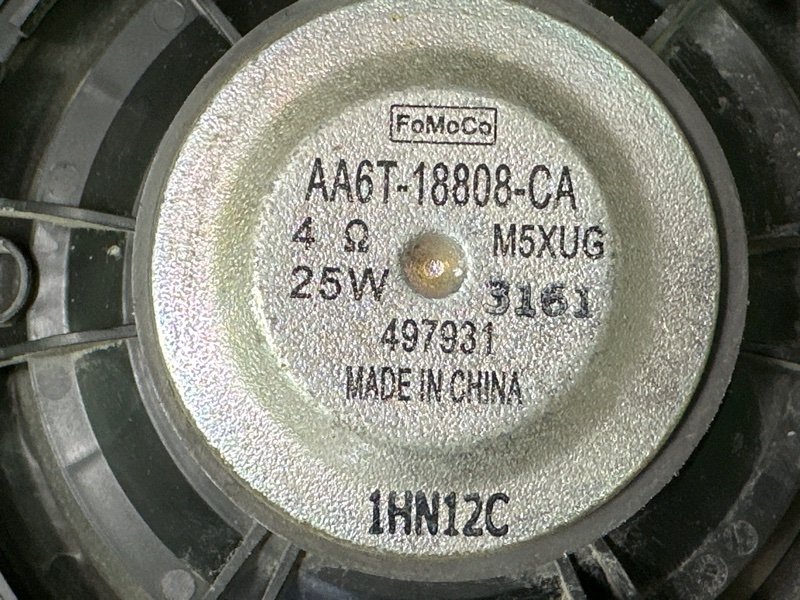 FoMoCo
AA6T-18808-CA
4 Ω M5XUG
25W 3161
497931
MADE IN CHINA
1HN12C